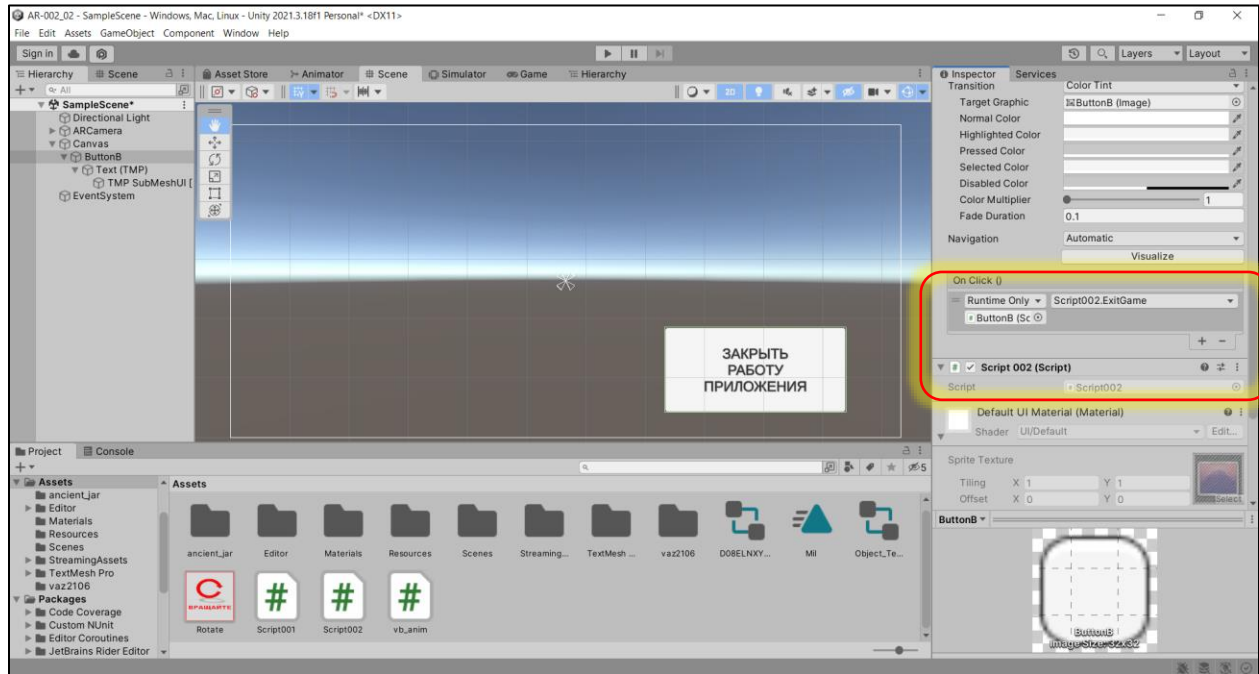 AR-002_02 - SampleScene - Windows, Mac, Linux - Unity 2021.3.18f1 Personal* <DX11>
File Edit Assets GameObject Component Window Help
Sign in
Layers
Layout
Hierarchy
Scene
All
SampleScene*
Directional Light
ARCamera
Canvas
ButtonB
Text (TMP)
TMP SubMeshUI [
EventSystem
Asset Store
Animator
Scene
Simulator
Game
Hierarchy
2D
ЗАКРЫТЬ
РАБОТУ
ПРИЛОЖЕНИЯ
Inspector
Services
Transition
Color Tint
Target Graphic
ButtonB (Image)
Normal Color
Highlighted Color
Pressed Color
Selected Color
Disabled Color
Color Multiplier
1
Fade Duration
0.1
Navigation
Automatic
Visualize
On Click ()
Runtime Only
Script002.ExitGame
ButtonB (Sc
+ -
Script 002 (Script)
Script
Script002
Default UI Material (Material)
Shader UI/Default
Edit...
Sprite Texture
Tiling X 1 Y 1
Offset X 0 Y 0
Select
ButtonB
ButtonB
Image Size: 32x32
Project
Console
5
Assets
ancient_jar
Editor
Materials
Resources
Scenes
StreamingAssets
TextMesh Pro
vaz2106
Packages
Code Coverage
Custom NUnit
Editor Coroutines
JetBrains Rider Editor
Assets
ancient_jar
Editor
Materials
Resources
Scenes
Streaming...
TextMesh ...
vaz2106
D08ELNXY...
Mil
Object_Te...
ВРАЩАЙТЕ
Rotate
Script001
Script002
vb_anim